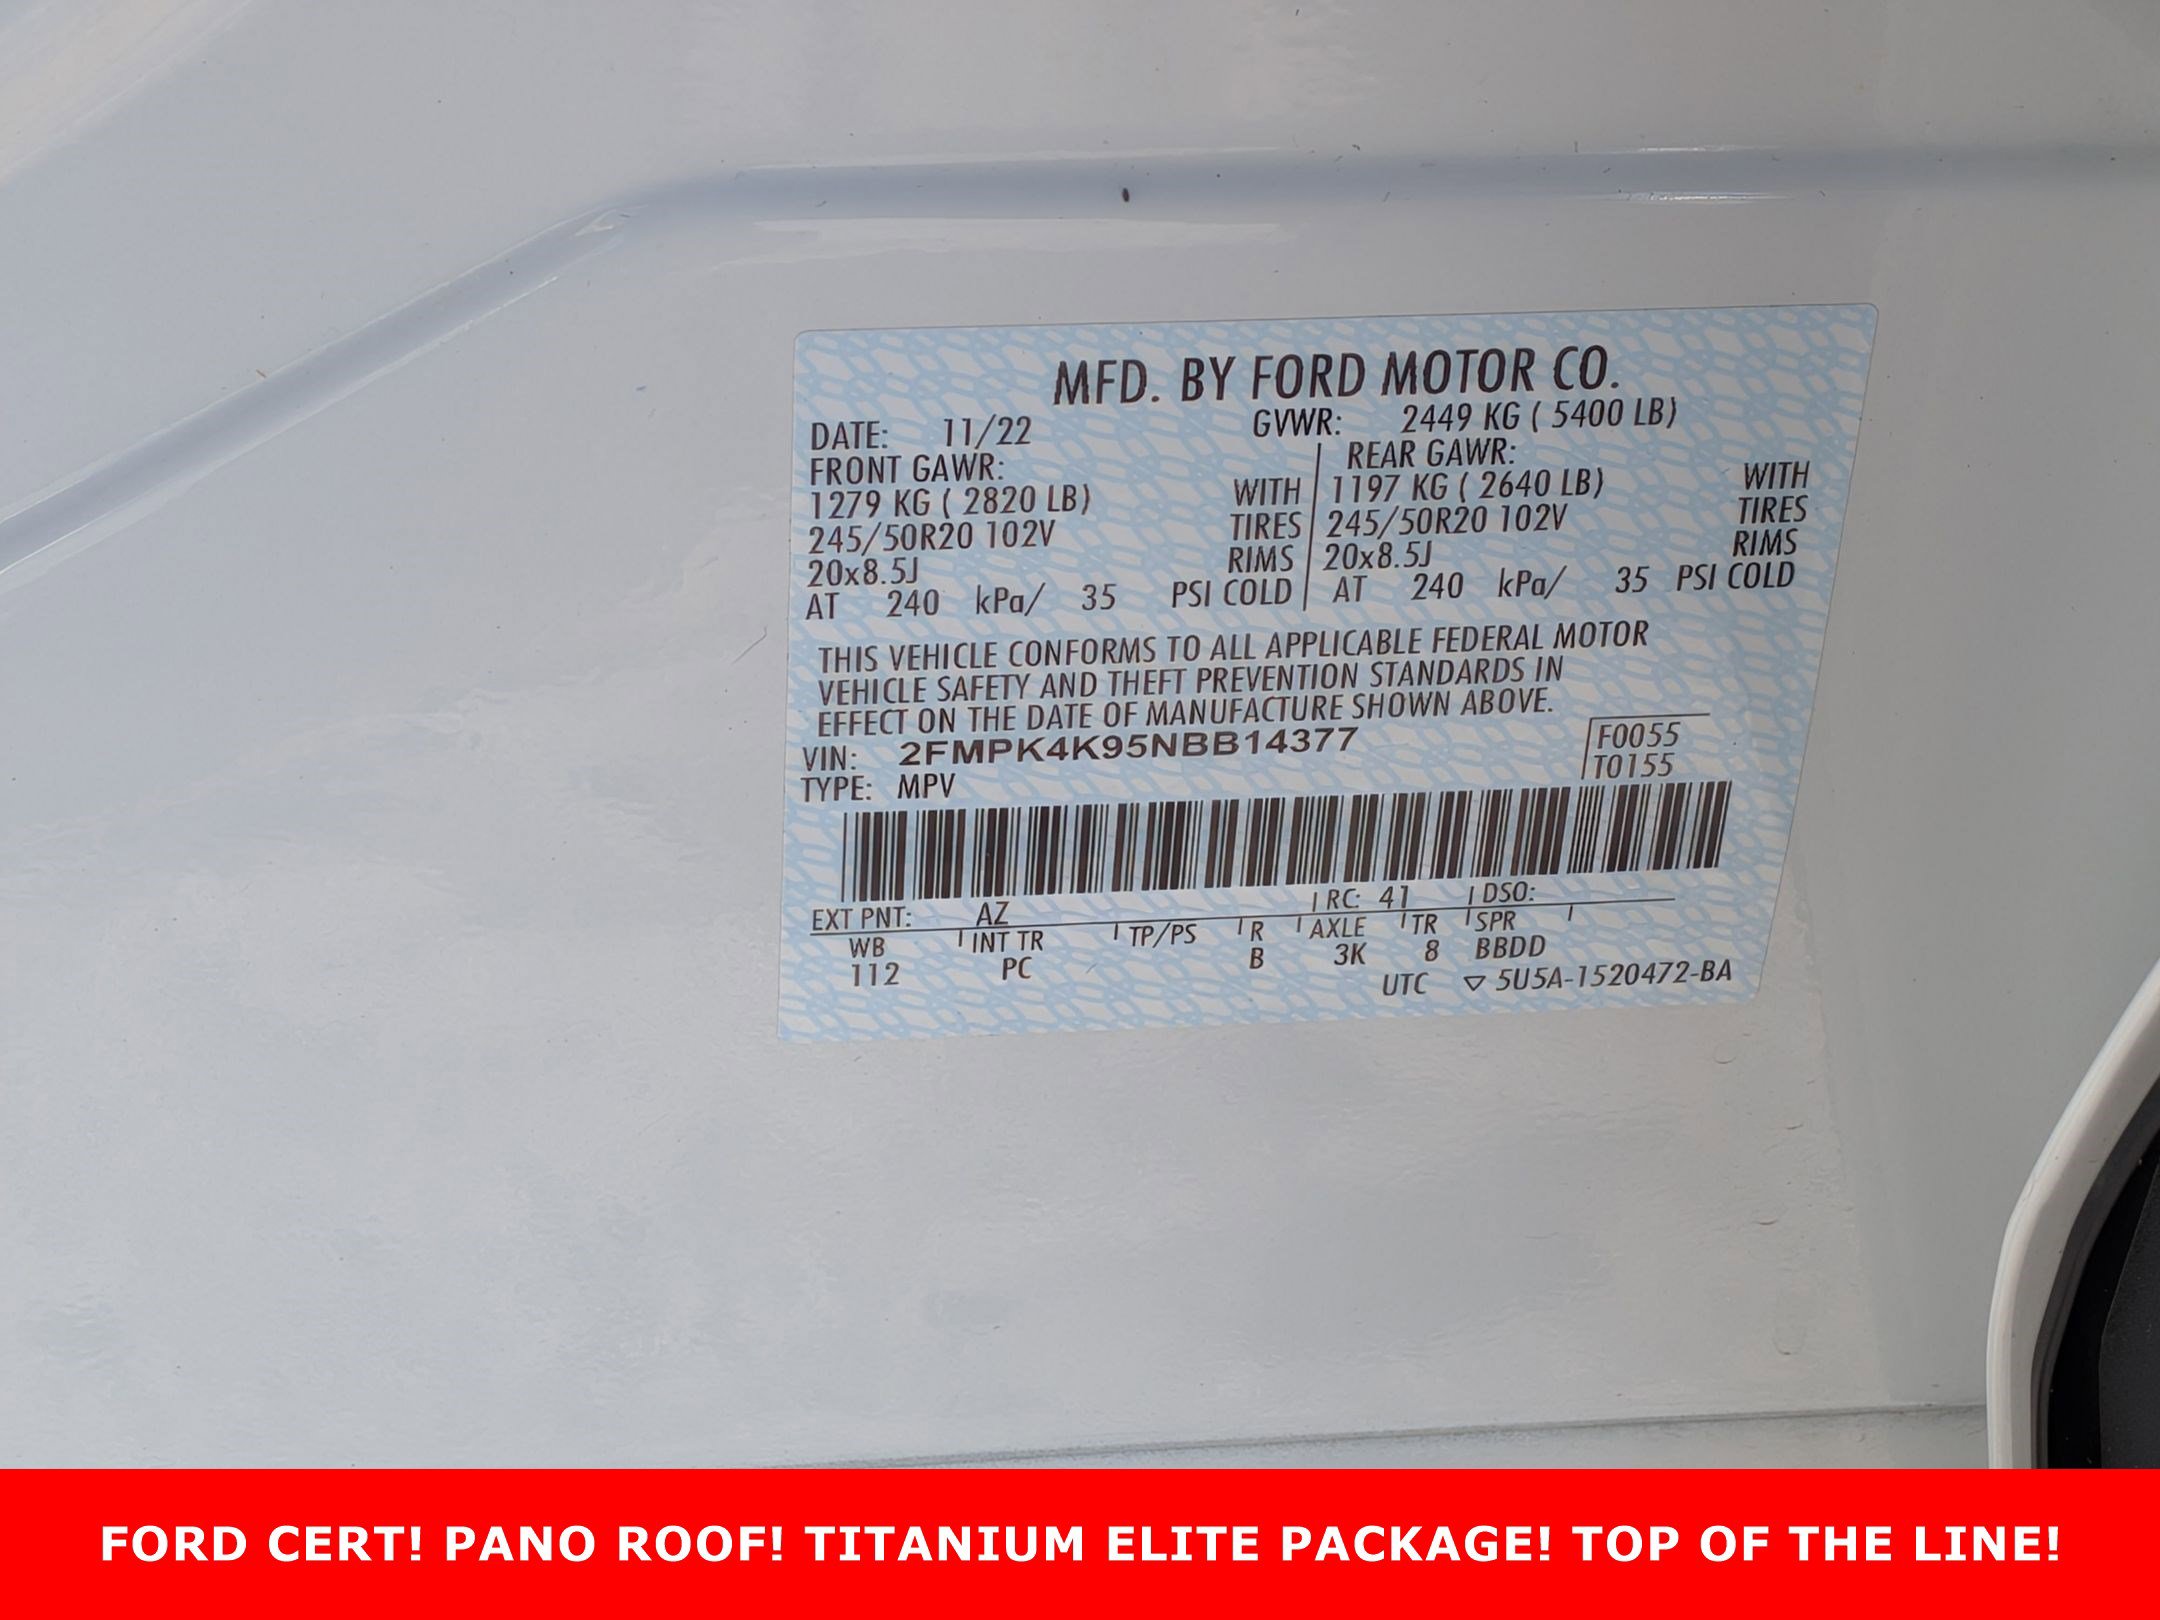 MFD. BY FORD MOTOR CO.
DATE: 11/22 GVWR: 2449 KG ( 5400 LB)
FRONT GAWR: REAR GAWR:
1279 KG ( 2820 LB) WITH 1197 KG ( 2640 LB) WITH
245/50R20 102V TIRES 245/50R20 102V TIRES
20x8.5J RIMS 20x8.5J RIMS
AT 240 kPa/ 35 PSI COLD AT 240 kPa/ 35 PSI COLD
THIS VEHICLE CONFORMS TO ALL APPLICABLE FEDERAL MOTOR
VEHICLE SAFETY AND THEFT PREVENTION STANDARDS IN
EFFECT ON THE DATE OF MANUFACTURE SHOWN ABOVE.
VIN: 2FMPK4K95NBB14377 F0055
TYPE: MPV T0155
EXT PNT: AZ RC: 41 DSO:
WB INT TR TP/PS R AXLE TR SPR
112 PC B 3K 8 BBDD
UTC ▽ 5U5A-1520472-BA
FORD CERT! PANO ROOF! TITANIUM ELITE PACKAGE! TOP OF THE LINE!